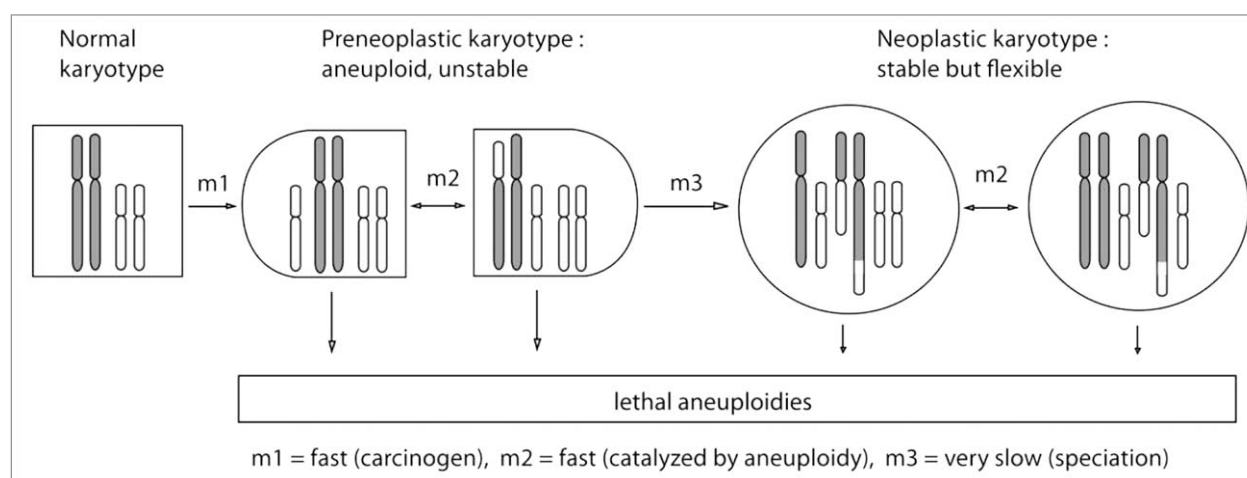 Normal
karyotype
Preneoplastic karyotype :
aneuploid, unstable
Neoplastic karyotype :
stable but flexible
m1
m2
m3
m2
lethal aneuploidies
m1 = fast (carcinogen), m2 = fast (catalyzed by aneuploidy), m3 = very slow (speciation)